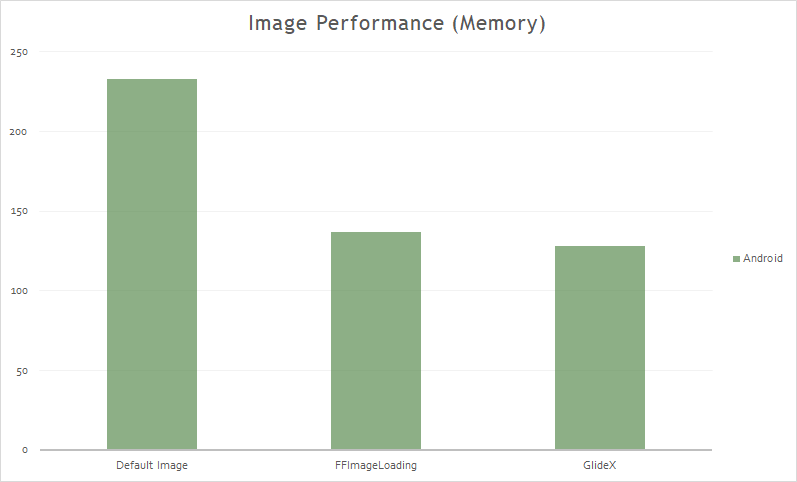 Image Performance (Memory)
250
200
150
100
50
0
Default Image
FFImageLoading
GlideX
Android